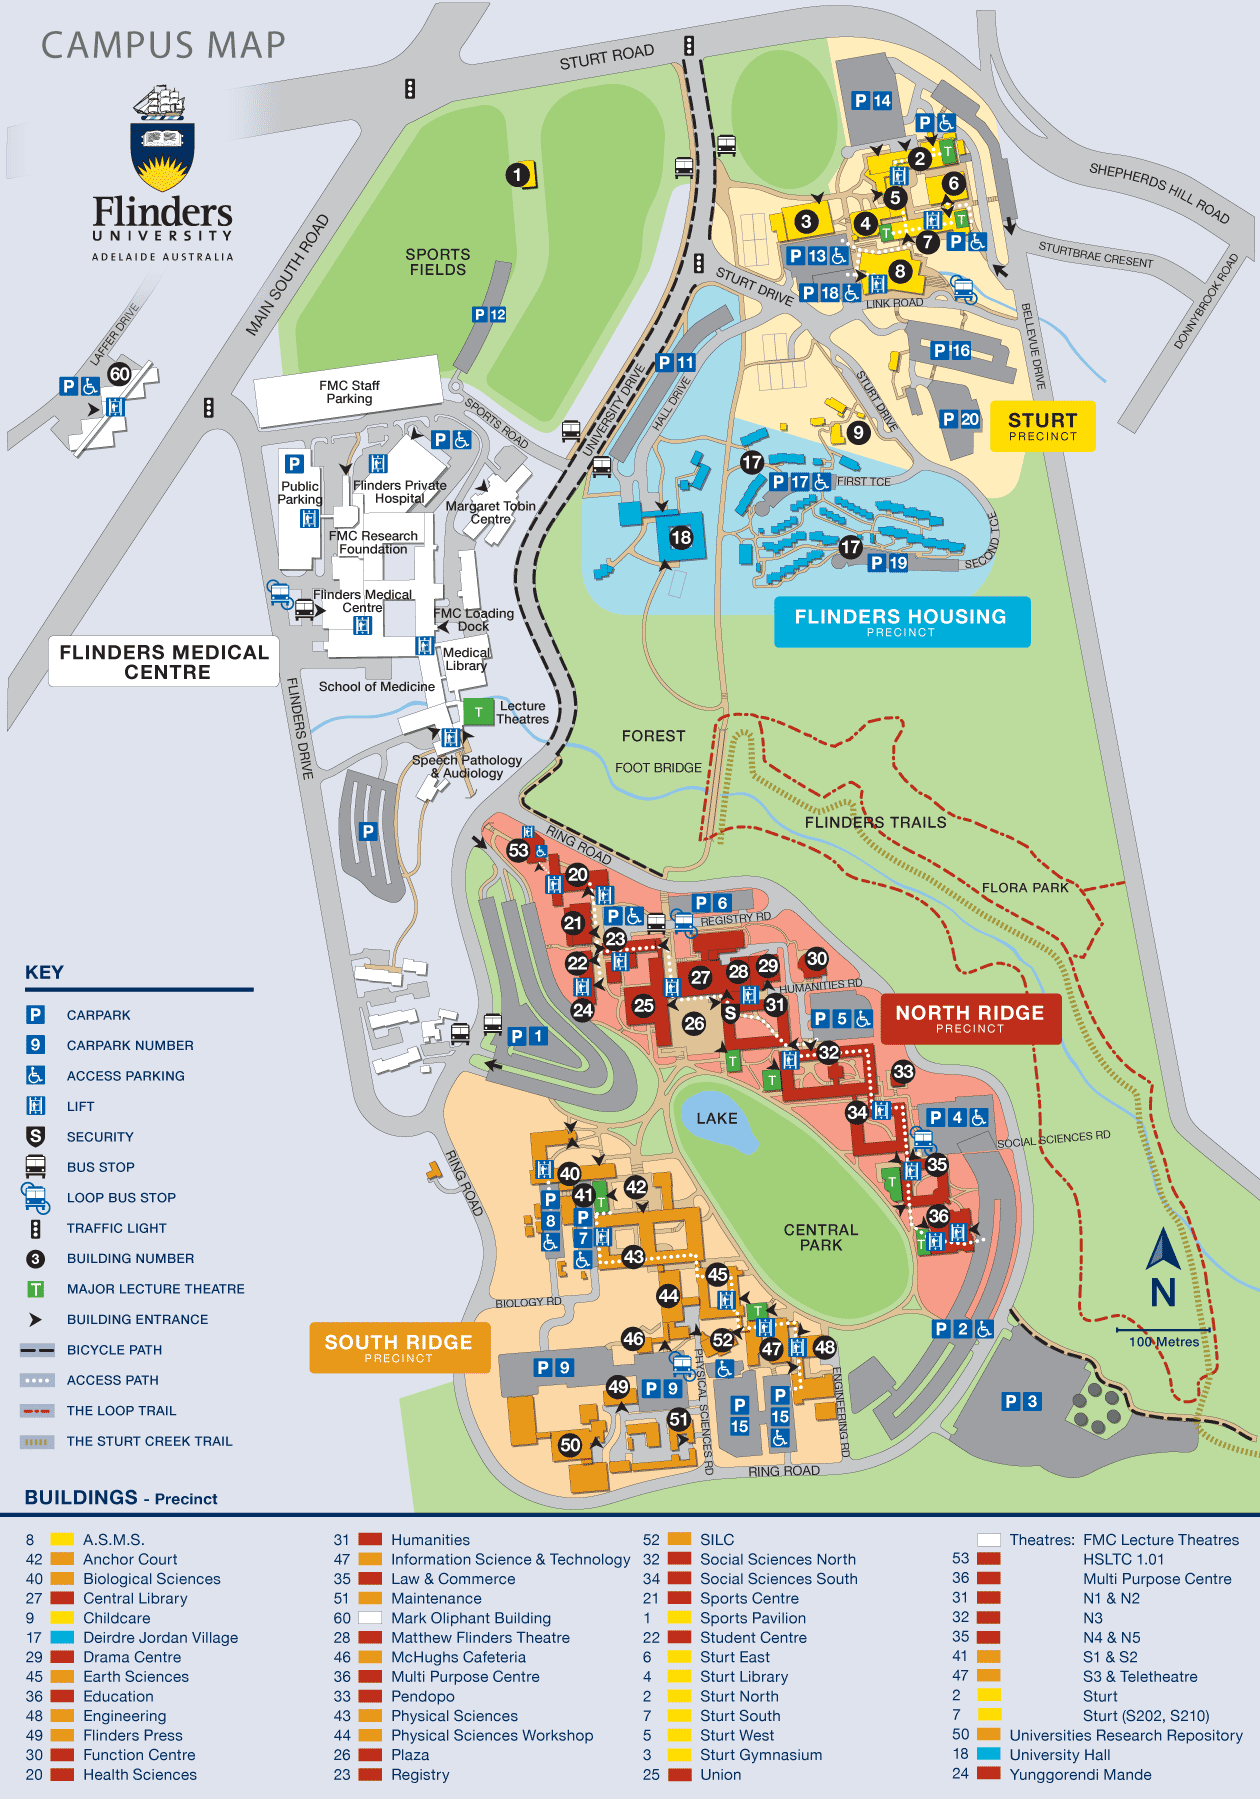 CAMPUS MAP
Flinders
UNIVERSITY
ADELAIDE AUSTRALIA
STURT ROAD
MAIN SOUTH ROAD
LAFFER DRIVE
SPORTS
FIELDS
1
P 12
P 14
P
2
T
6
5
3
4
T
T
7
P
P 13
8
P 18
STURT DRIVE
LINK ROAD
SHEPHERDS HILL ROAD
STURTBRAE CRESENT
DONNYBROOK ROAD
BELLEVUE DRIVE
P 11
P 16
P 20
HALL DRIVE
UNIVERSITY DRIVE
STURT DRIVE
9
STURT
PRECINCT
60
P
FMC Staff
Parking
SPORTS ROAD
P
P
Public
Parking
Flinders Private
Hospital
Margaret Tobin
Centre
FMC Research
Foundation
Flinders Medical
Centre
FMC Loading
Dock
Medical
Library
School of Medicine
T
Lecture
Theatres
Speech Pathology
& Audiology
FLINDERS MEDICAL
CENTRE
FLINDERS DRIVE
P
17
P 17
FIRST TCE
18
17
P 19
SECOND TCE
FLINDERS HOUSING
PRECINCT
FOREST
FOOT BRIDGE
FLINDERS TRAILS
FLORA PARK
RING ROAD
53
20
21
P
23
22
24
P 6
REGISTRY RD
27
28
29
30
HUMANITIES RD
25
26
S
31
P 5
NORTH RIDGE
PRECINCT
T
T
32
33
34
P 4
SOCIAL SCIENCES RD
35
T
36
T
P 1
LAKE
CENTRAL
PARK
N
100 Metres
P 2
P 3
RING ROAD
40
41
T
42
P
8
P
7
43
45
44
BIOLOGY RD
SOUTH RIDGE
PRECINCT
46
52
T
47
48
P 9
49
P 9
PHYSICAL SCIENCES RD
ENGINEERING RD
P
15
P
15
50
51
RING ROAD
KEY
P CARPARK
9 CARPARK NUMBER
ACCESS PARKING
LIFT
S SECURITY
BUS STOP
LOOP BUS STOP
TRAFFIC LIGHT
3 BUILDING NUMBER
T MAJOR LECTURE THEATRE
BUILDING ENTRANCE
BICYCLE PATH
ACCESS PATH
THE LOOP TRAIL
THE STURT CREEK TRAIL
BUILDINGS - Precinct
8 A.S.M.S.
42 Anchor Court
40 Biological Sciences
27 Central Library
9 Childcare
17 Deirdre Jordan Village
29 Drama Centre
45 Earth Sciences
36 Education
48 Engineering
49 Flinders Press
30 Function Centre
20 Health Sciences
31 Humanities
47 Information Science & Technology
35 Law & Commerce
51 Maintenance
60 Mark Oliphant Building
28 Matthew Flinders Theatre
46 McHughs Cafeteria
36 Multi Purpose Centre
33 Pendopo
43 Physical Sciences
44 Physical Sciences Workshop
26 Plaza
23 Registry
52 SILC
32 Social Sciences North
34 Social Sciences South
21 Sports Centre
1 Sports Pavilion
22 Student Centre
6 Sturt East
4 Sturt Library
2 Sturt North
7 Sturt South
5 Sturt West
3 Sturt Gymnasium
25 Union
Theatres: FMC Lecture Theatres
53 HSLTC 1.01
36 Multi Purpose Centre
31 N1 & N2
32 N3
35 N4 & N5
41 S1 & S2
47 S3 & Teletheatre
2 Sturt
7 Sturt (S202, S210)
50 Universities Research Repository
18 University Hall
24 Yunggorendi Mande